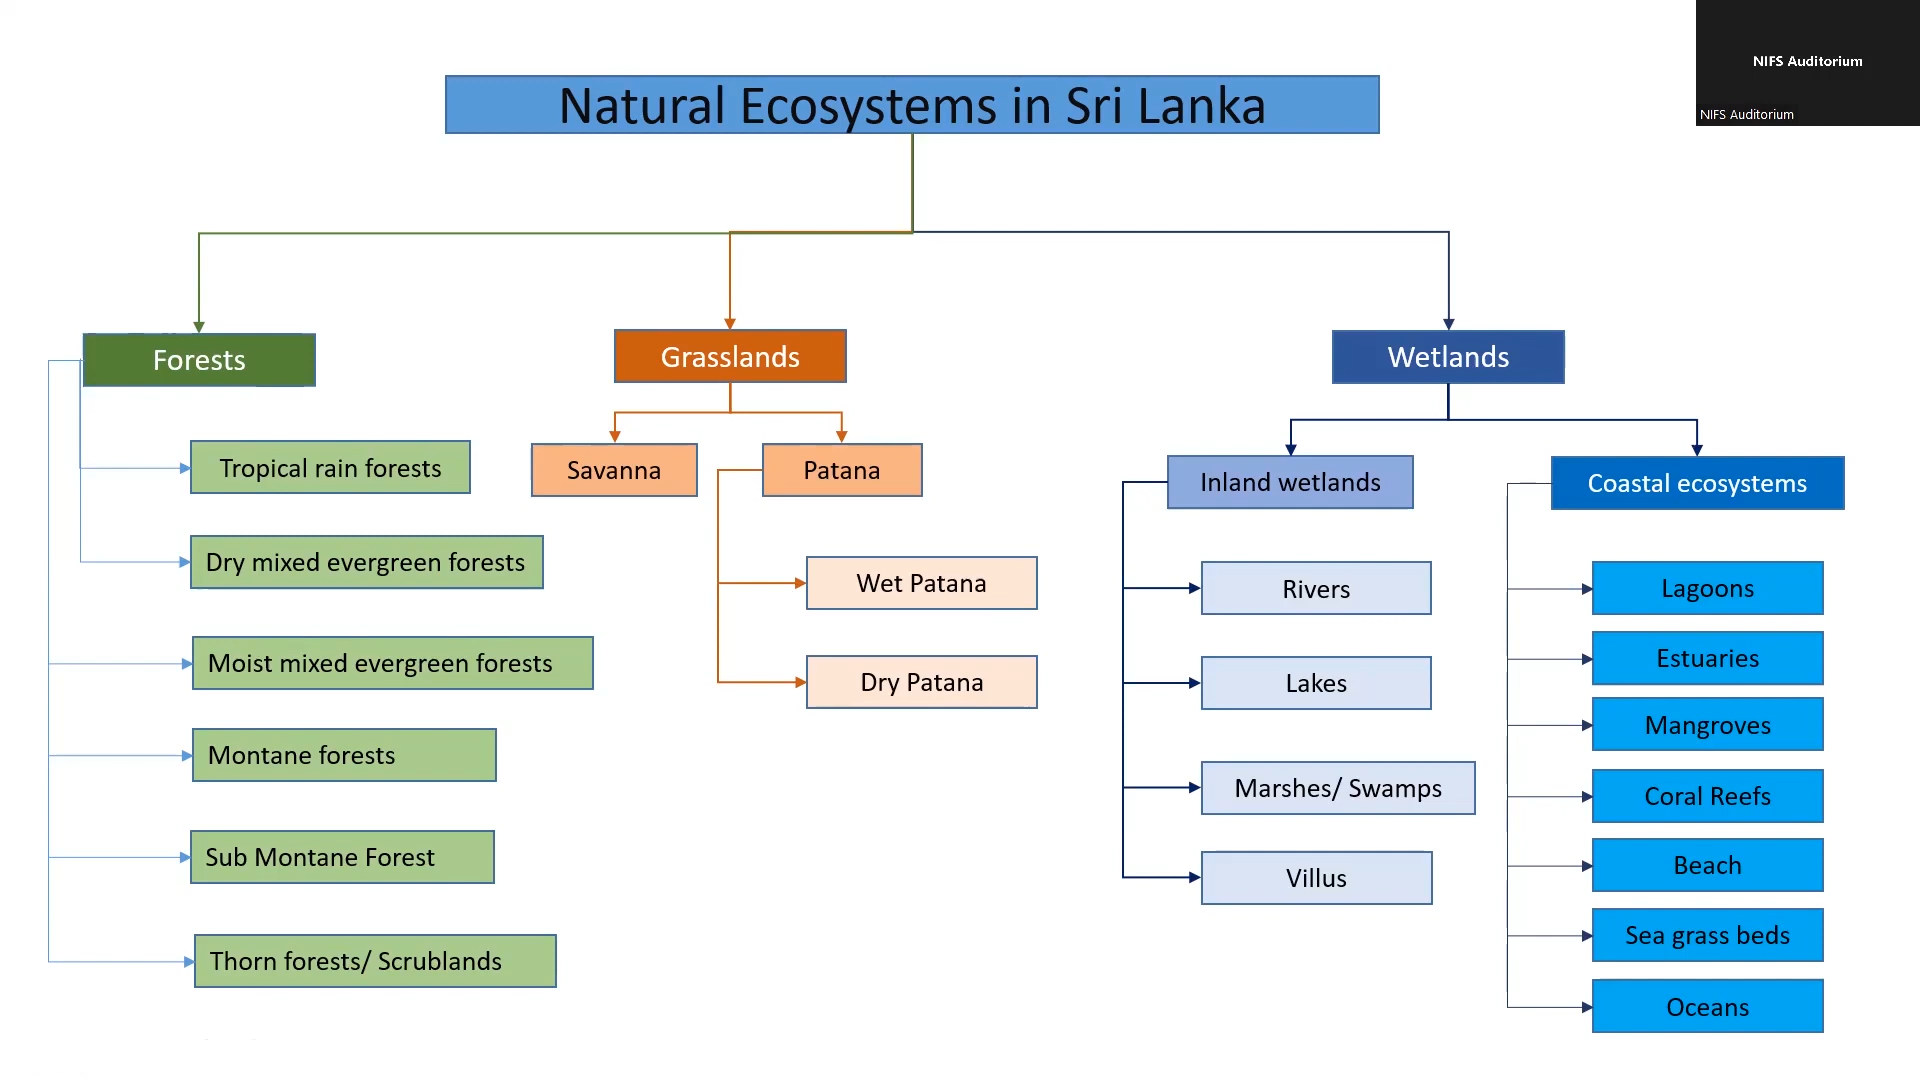 NIFS Auditorium
NIFS Auditorium
Natural Ecosystems in Sri Lanka
Forests
Tropical rain forests
Dry mixed evergreen forests
Moist mixed evergreen forests
Montane forests
Sub Montane Forest
Thorn forests/ Scrublands
Grasslands
Savanna
Patana
Wet Patana
Dry Patana
Wetlands
Inland wetlands
Rivers
Lakes
Marshes/ Swamps
Villus
Coastal ecosystems
Lagoons
Estuaries
Mangroves
Coral Reefs
Beach
Sea grass beds
Oceans